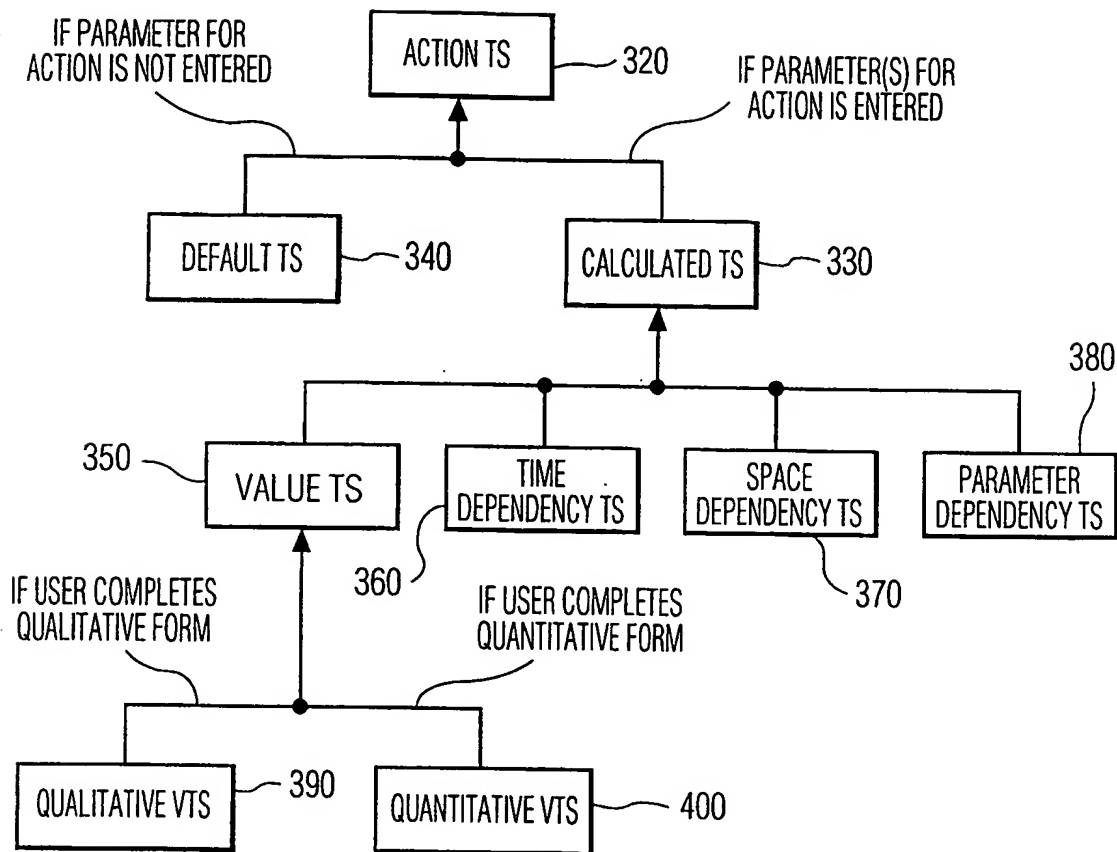 IF PARAMETER FOR
ACTION IS NOT ENTERED
ACTION TS
320
IF PARAMETER(S) FOR
ACTION IS ENTERED
DEFAULT TS
340
CALCULATED TS
330
380
350
VALUE TS
TIME
DEPENDENCY TS
SPACE
DEPENDENCY TS
PARAMETER
DEPENDENCY TS
360
370
IF USER COMPLETES
QUALITATIVE FORM
IF USER COMPLETES
QUANTITATIVE FORM
QUALITATIVE VTS
390
QUANTITATIVE VTS
400